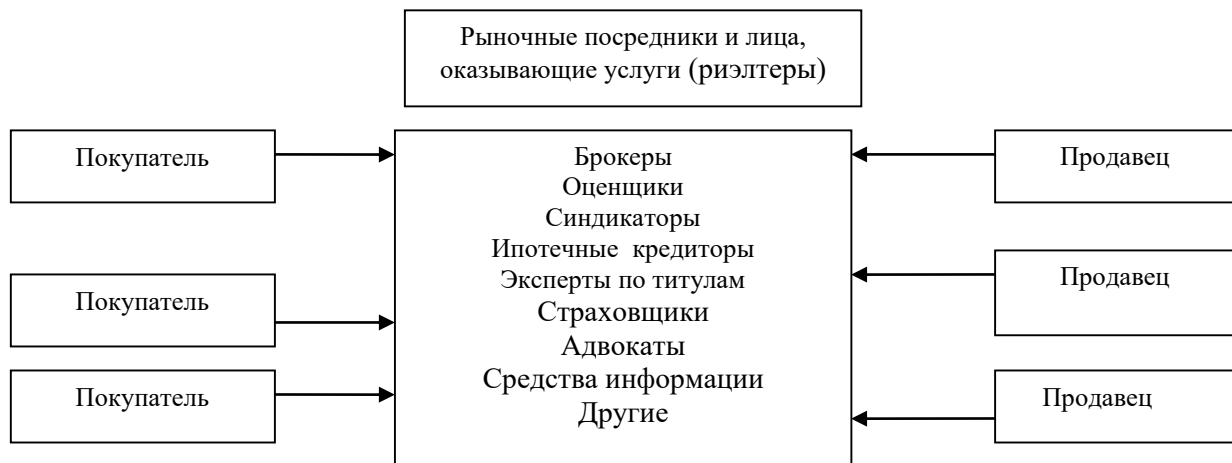 Рыночные посредники и лица,
оказывающие услуги (риэлтеры)
Покупатель
Брокеры
Продавец
Оценщики
Синдикаторы
Ипотечные кредиторы
Эксперты по титулам
Продавец
Покупатель
Страховщики
Адвокаты
Средства информации
Покупатель
Продавец
Другие